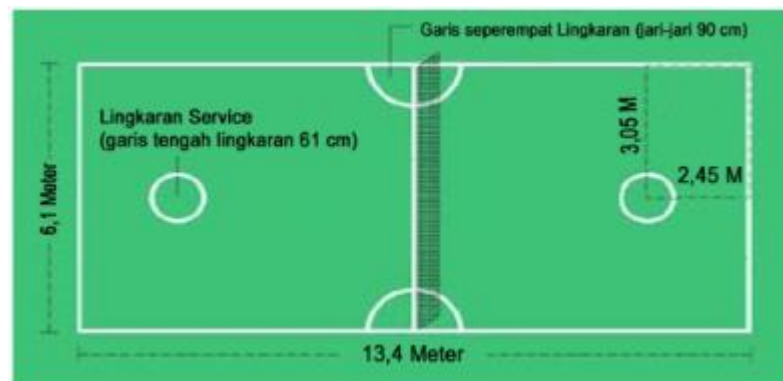 Garis seperempat Lingkaran (jari-jari 90 cm)
Lingkaran Service
(garis tengah lingkaran 61 cm)
3,05 M
2,45 M
6,1 Meter
13,4 Meter